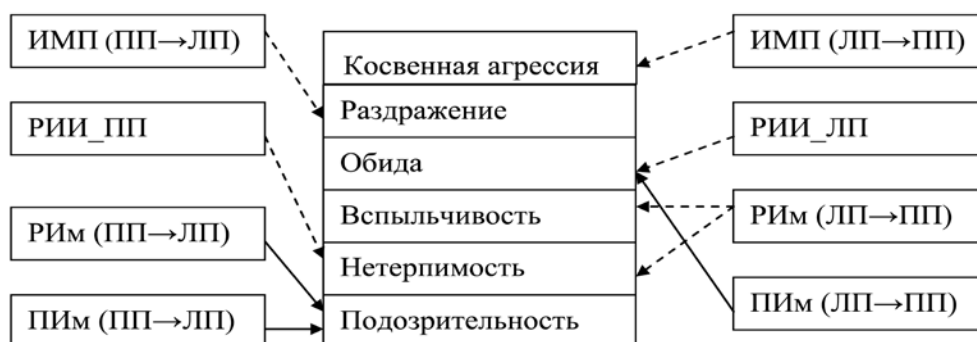 ИМП (ПП→ЛП)
РИИ_ПП
РИм (ПП→ЛП)
ПИм (ПП→ЛП)
Косвенная агрессия
Раздражение
Обида
Вспыльчивость
Нетерпимость
Подозрительность
ИМП (ЛП→ПП)
РИИ_ЛП
РИм (ЛП→ПП)
ПИм (ЛП→ПП)